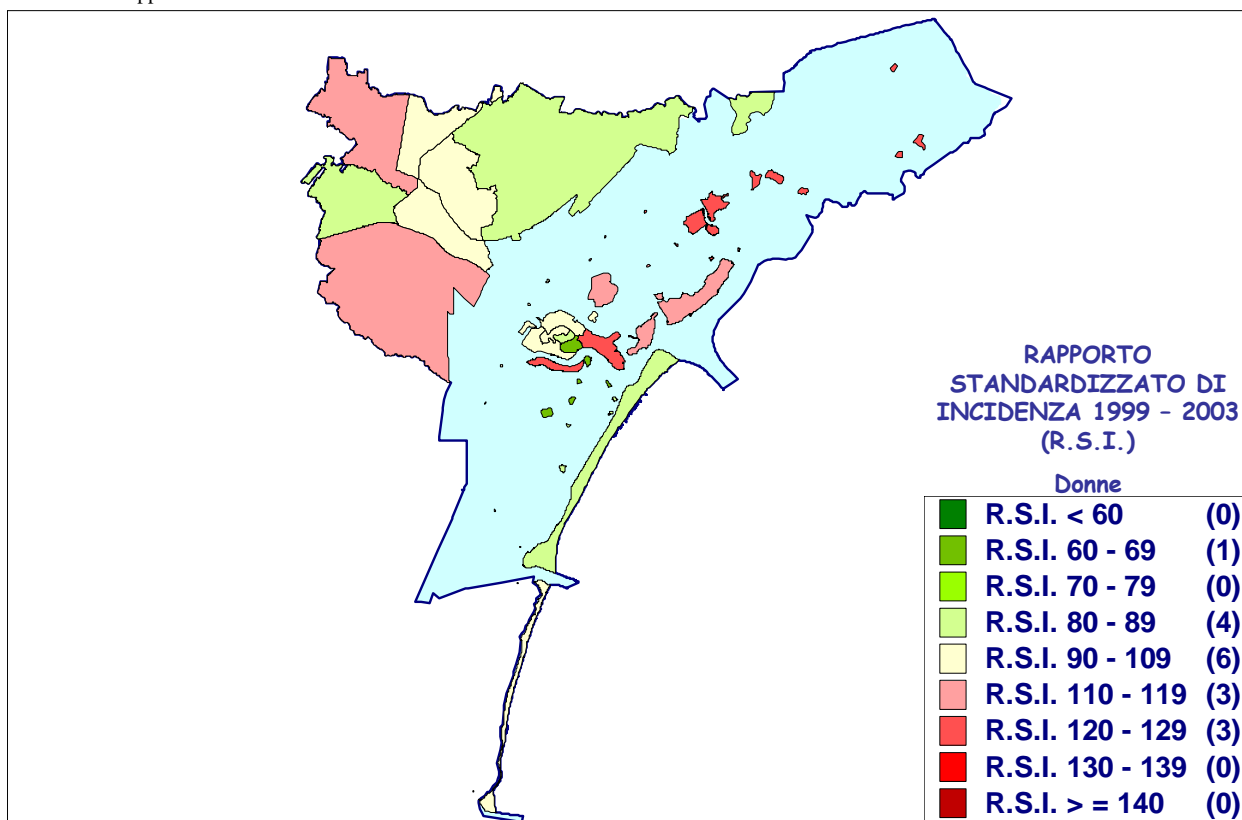 RAPPORTO
STANDARDIZZATO DI
INCIDENZA 1999 - 2003
(R.S.I.)
Donne
R.S.I. < 60 (0)
R.S.I. 60 - 69 (1)
R.S.I. 70 - 79 (0)
R.S.I. 80 - 89 (4)
R.S.I. 90 - 109 (6)
R.S.I. 110 - 119 (3)
R.S.I. 120 - 129 (3)
R.S.I. 130 - 139 (0)
R.S.I. > = 140 (0)